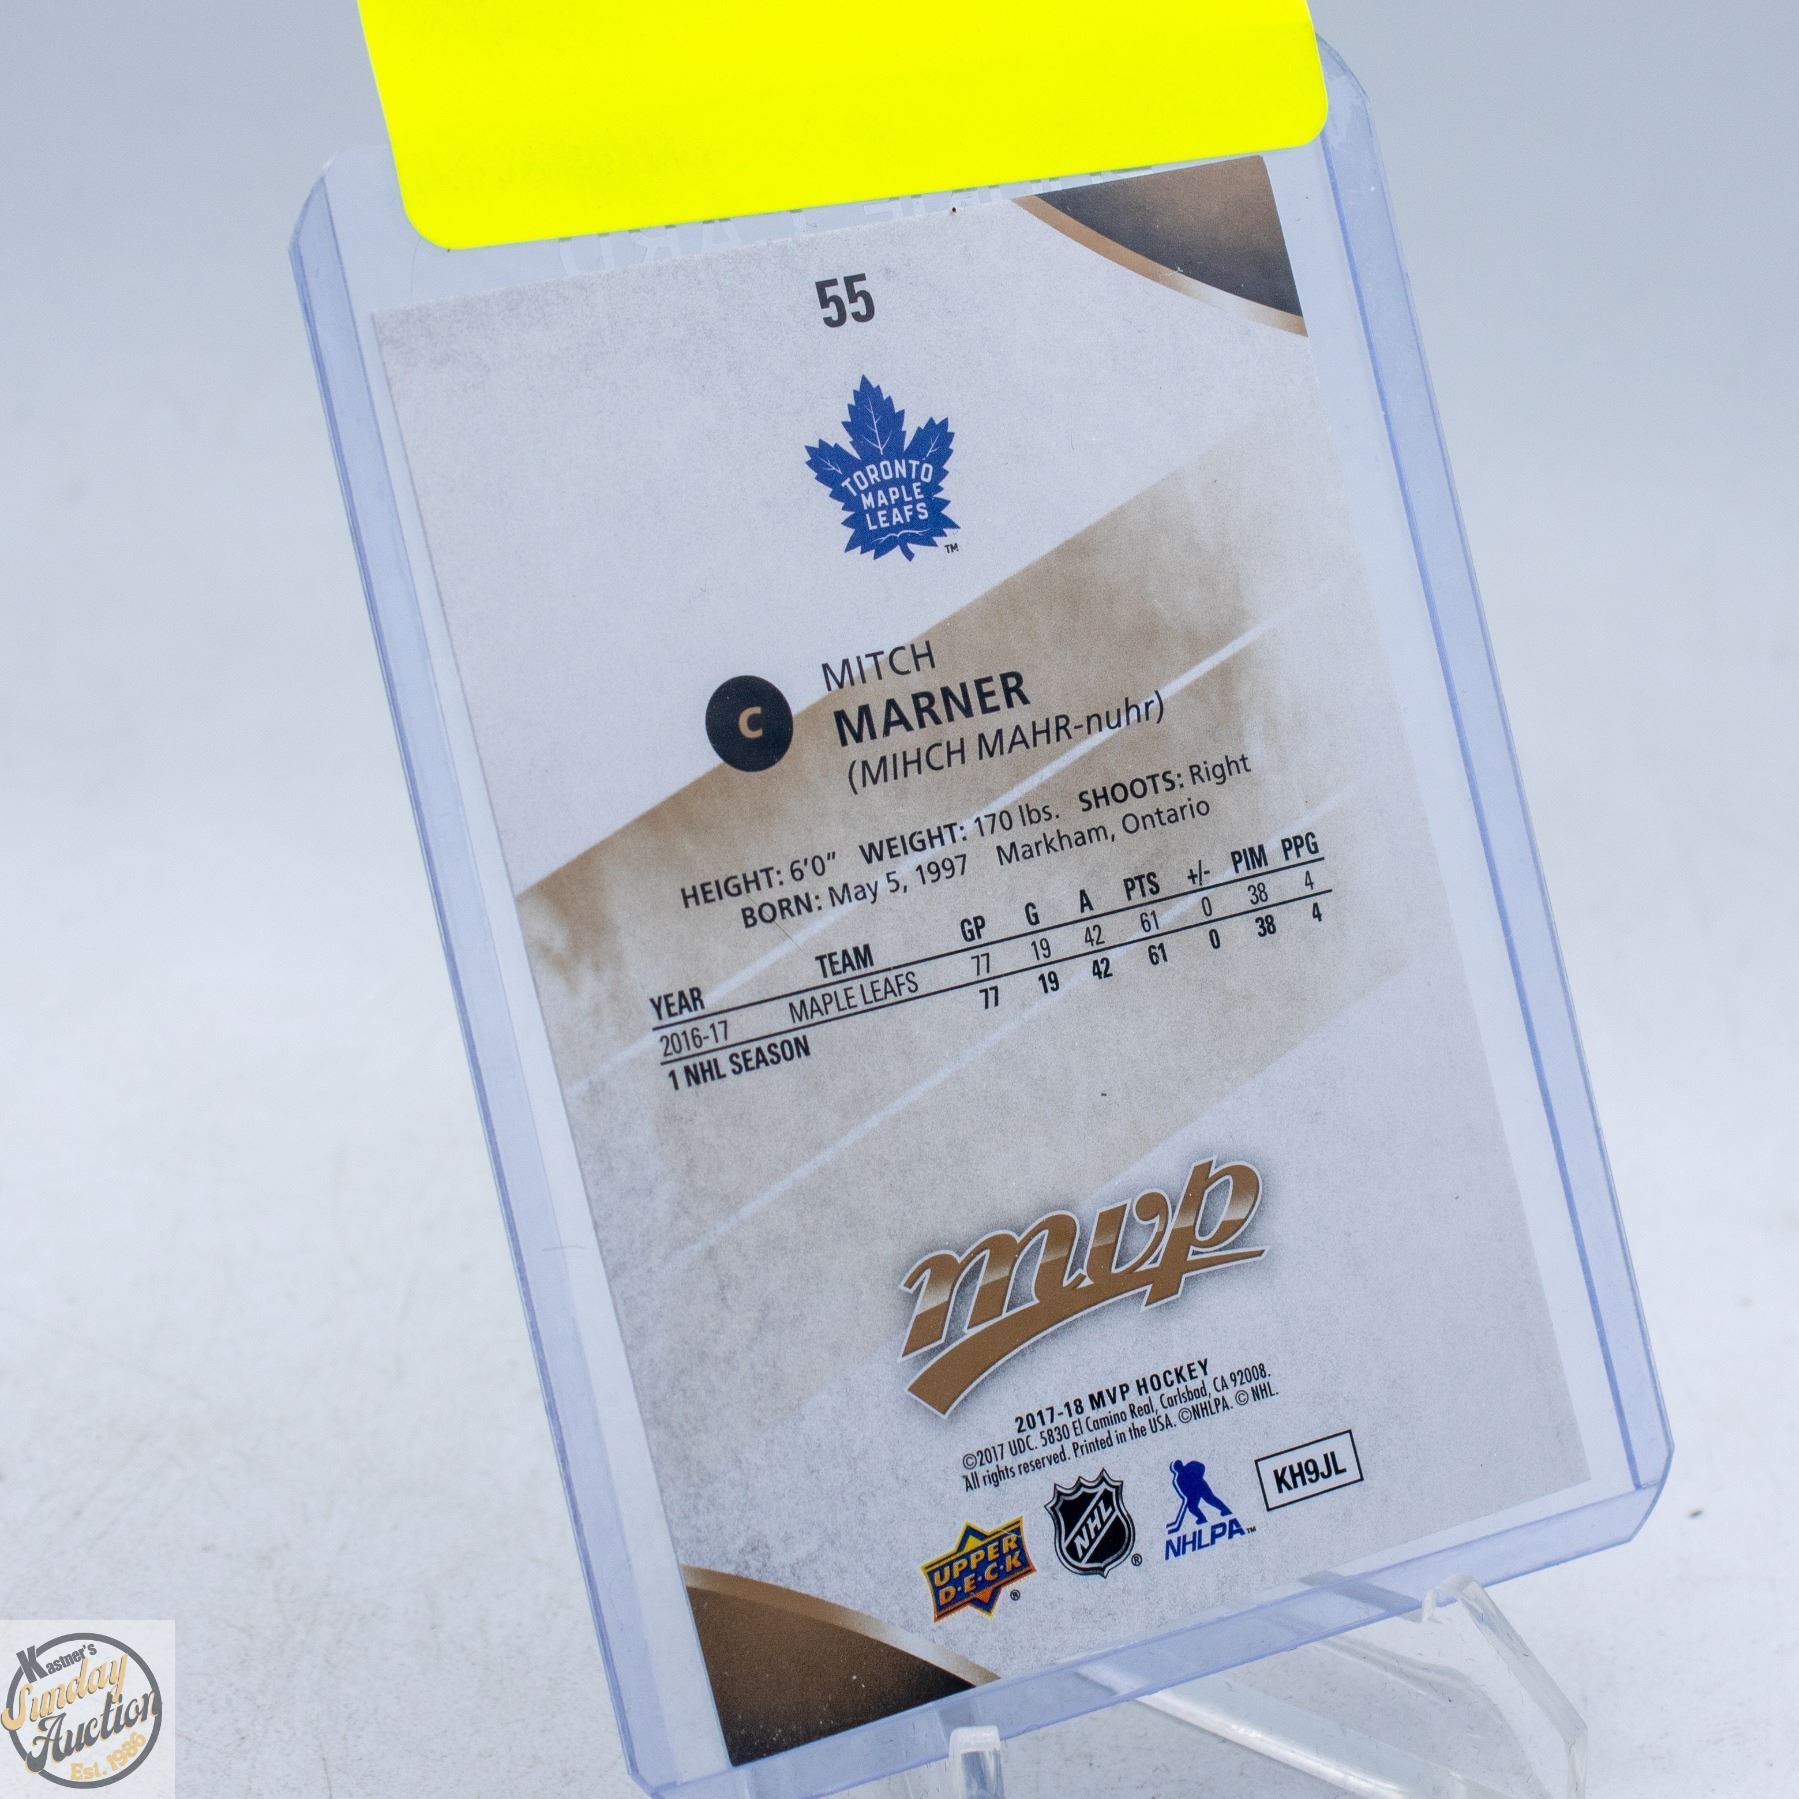 55
TORONTO
MAPLE
LEAFS
TM
C
MITCH
MARNER
(MIHCH MAHR-nuhr)
HEIGHT: 6'0" WEIGHT: 170 lbs. SHOOTS: Right
BORN: May 5, 1997 Markham, Ontario
YEAR TEAM GP G A PTS +/- PIM PPG
2016-17 MAPLE LEAFS 77 19 42 61 0 38 4
1 NHL SEASON 77 19 42 61 0 38 4
mvp
2017-18 MVP HOCKEY
©2017 UDC. 5830 El Camino Real, Carlsbad, CA 92008.
All rights reserved. Printed in the USA. ©NHLPA. © NHL.
UPPER
D·E·C·K ®
NHL ®
NHLPA™
KH9JL
Kastner's
Sunday
Auction
Est. 1986